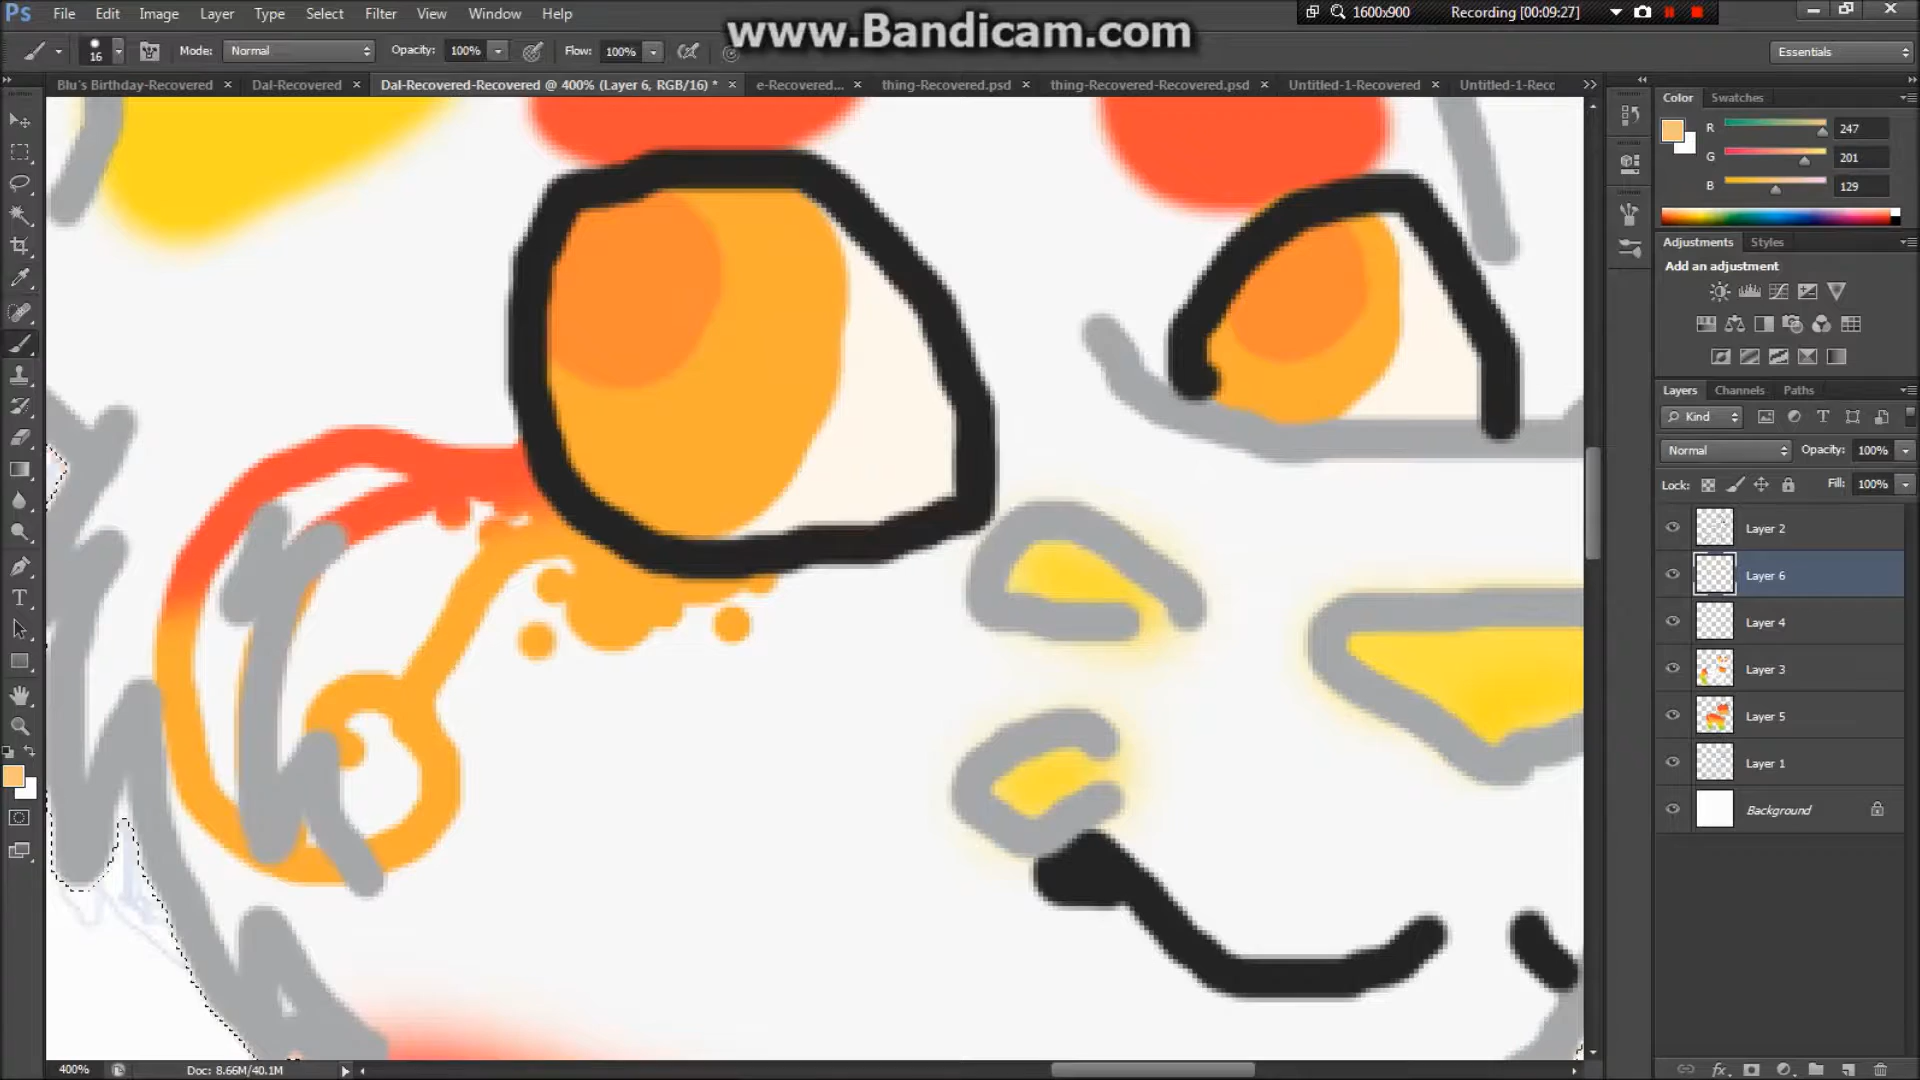 Ps File Edit Image Layer Type Select Filter View Window Help
www.Bandicam.com
1600x900 Recording [00:09:27]
16 Mode: Normal Opacity: 100% Flow: 100% Essentials
Blu's Birthday-Recovered × Dal-Recovered × Dal-Recovered-Recovered @ 400% (Layer 6, RGB/16) * × e-Recovered... × thing-Recovered.psd × thing-Recovered-Recovered.psd × Untitled-1-Recovered × Untitled-1-Recc
Color Swatches
R 247
G 201
B 129
Adjustments Styles
Add an adjustment
Layers Channels Paths
Kind
Normal Opacity: 100%
Lock: Fill: 100%
Layer 2
Layer 6
Layer 4
Layer 3
Layer 5
Layer 1
Background
400% Doc: 8.66M/40.1M
fx